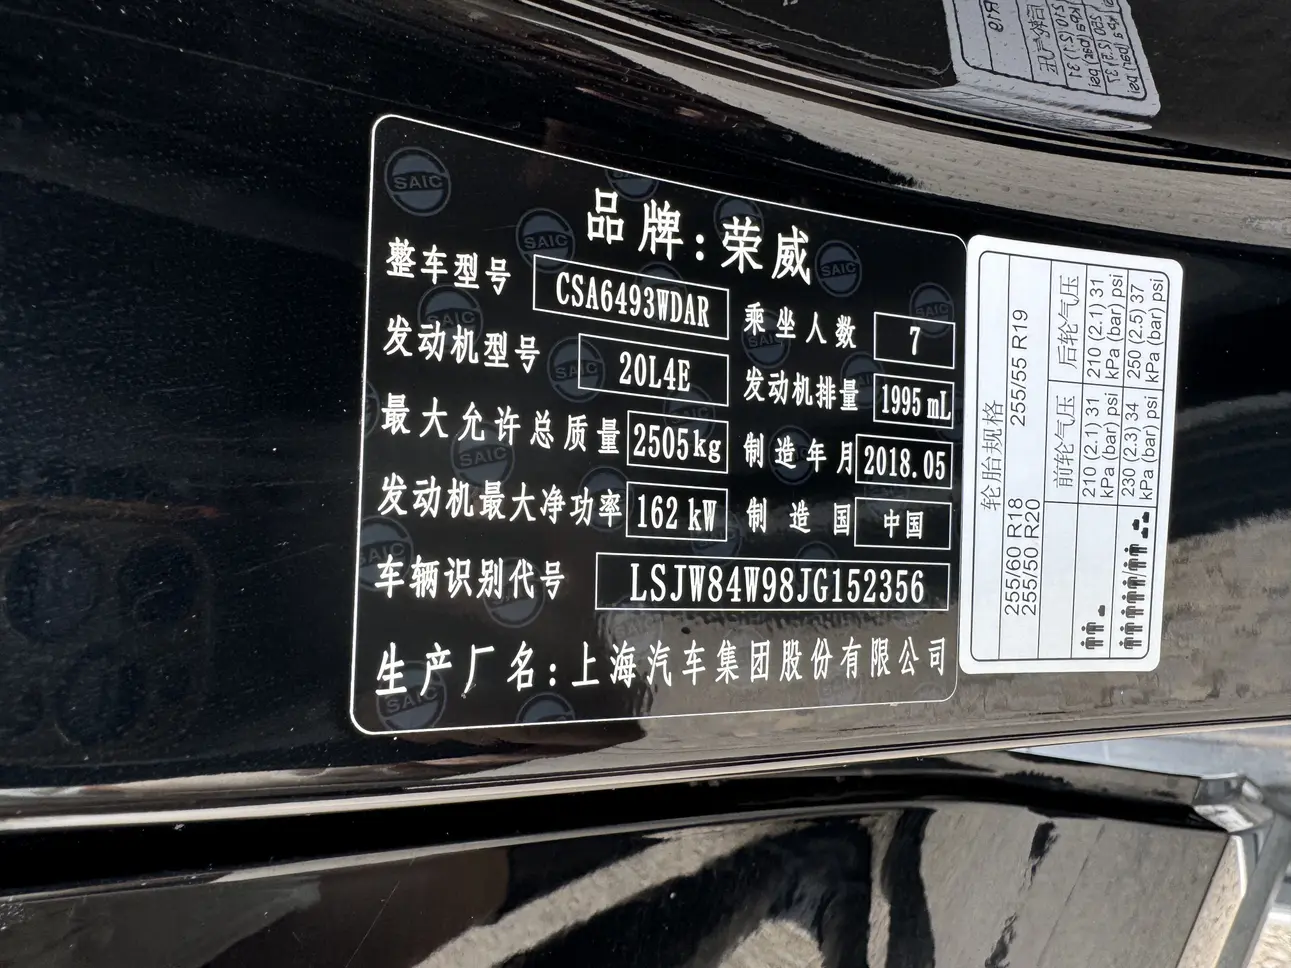 品牌：荣威
整车型号 CSA6493WDAR 乘坐人数 7
发动机型号 20L4E 发动机排量 1995 mL
最大允许总质量 2505kg 制造年月 2018.05
发动机最大净功率 162 kW 制造国 中国
车辆识别代号 LSJW84W98JG152356
生产厂名：上海汽车集团股份有限公司
SAIC
轮胎规格
255/60 R18 255/55 R19
255/50 R20
前轮气压 后轮气压
210 (2.1) 31 210 (2.1) 31
kPa (bar) psi kPa (bar) psi
230 (2.3) 34 250 (2.5) 37
kPa (bar) psi kPa (bar) psi